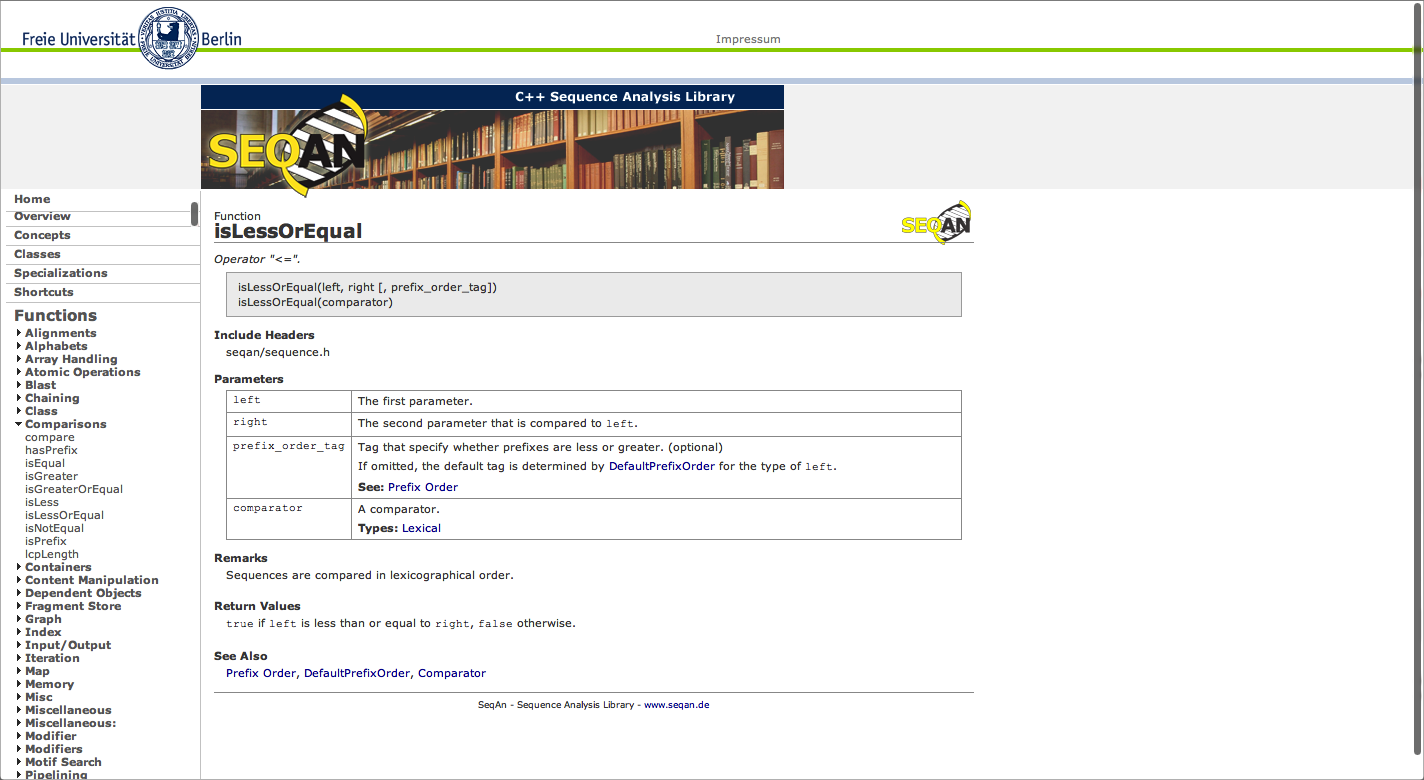 Freie Universität Berlin
Impressum
C++ Sequence Analysis Library
SEQAN
Home
Overview
Concepts
Classes
Specializations
Shortcuts
Functions
Alignments
Alphabets
Array Handling
Atomic Operations
Blast
Chaining
Class
Comparisons
compare
hasPrefix
isEqual
isGreater
isGreaterOrEqual
isLess
isLessOrEqual
isNotEqual
isPrefix
lcpLength
Containers
Content Manipulation
Dependent Objects
Fragment Store
Graph
Index
Input/Output
Iteration
Map
Memory
Misc
Miscellaneous
Miscellaneous:
Modifier
Modifiers
Motif Search
Pipelining
Function
isLessOrEqual
SEQAN
Operator "<=".
isLessOrEqual(left, right [, prefix_order_tag])
isLessOrEqual(comparator)
Include Headers
seqan/sequence.h
Parameters
left The first parameter.
right The second parameter that is compared to left.
prefix_order_tag Tag that specify whether prefixes are less or greater. (optional)
If omitted, the default tag is determined by DefaultPrefixOrder for the type of left.
See: Prefix Order
comparator A comparator.
Types: Lexical
Remarks
Sequences are compared in lexicographical order.
Return Values
true if left is less than or equal to right, false otherwise.
See Also
Prefix Order, DefaultPrefixOrder, Comparator
SeqAn - Sequence Analysis Library - www.seqan.de